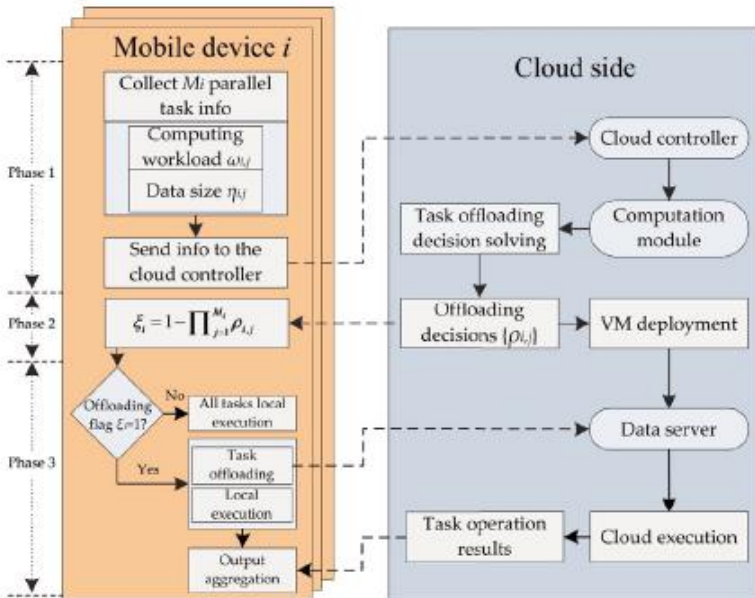 Mobile device i
Collect Mi parallel
task info
Computing
workload ωi,j
Data size ηi,j
Send info to the
cloud controller
ξi = 1 − ∏ j=1 Mi ρi,j
Offloading
flag ξi=1?
No
All tasks local
execution
Yes
Task
offloading
Local
execution
Output
aggregation
Phase 1
Phase 2
Phase 3
Cloud side
Cloud controller
Computation
module
Task offloading
decision solving
Offloading
decisions {ρi,j}
VM deployment
Data server
Cloud execution
Task operation
results